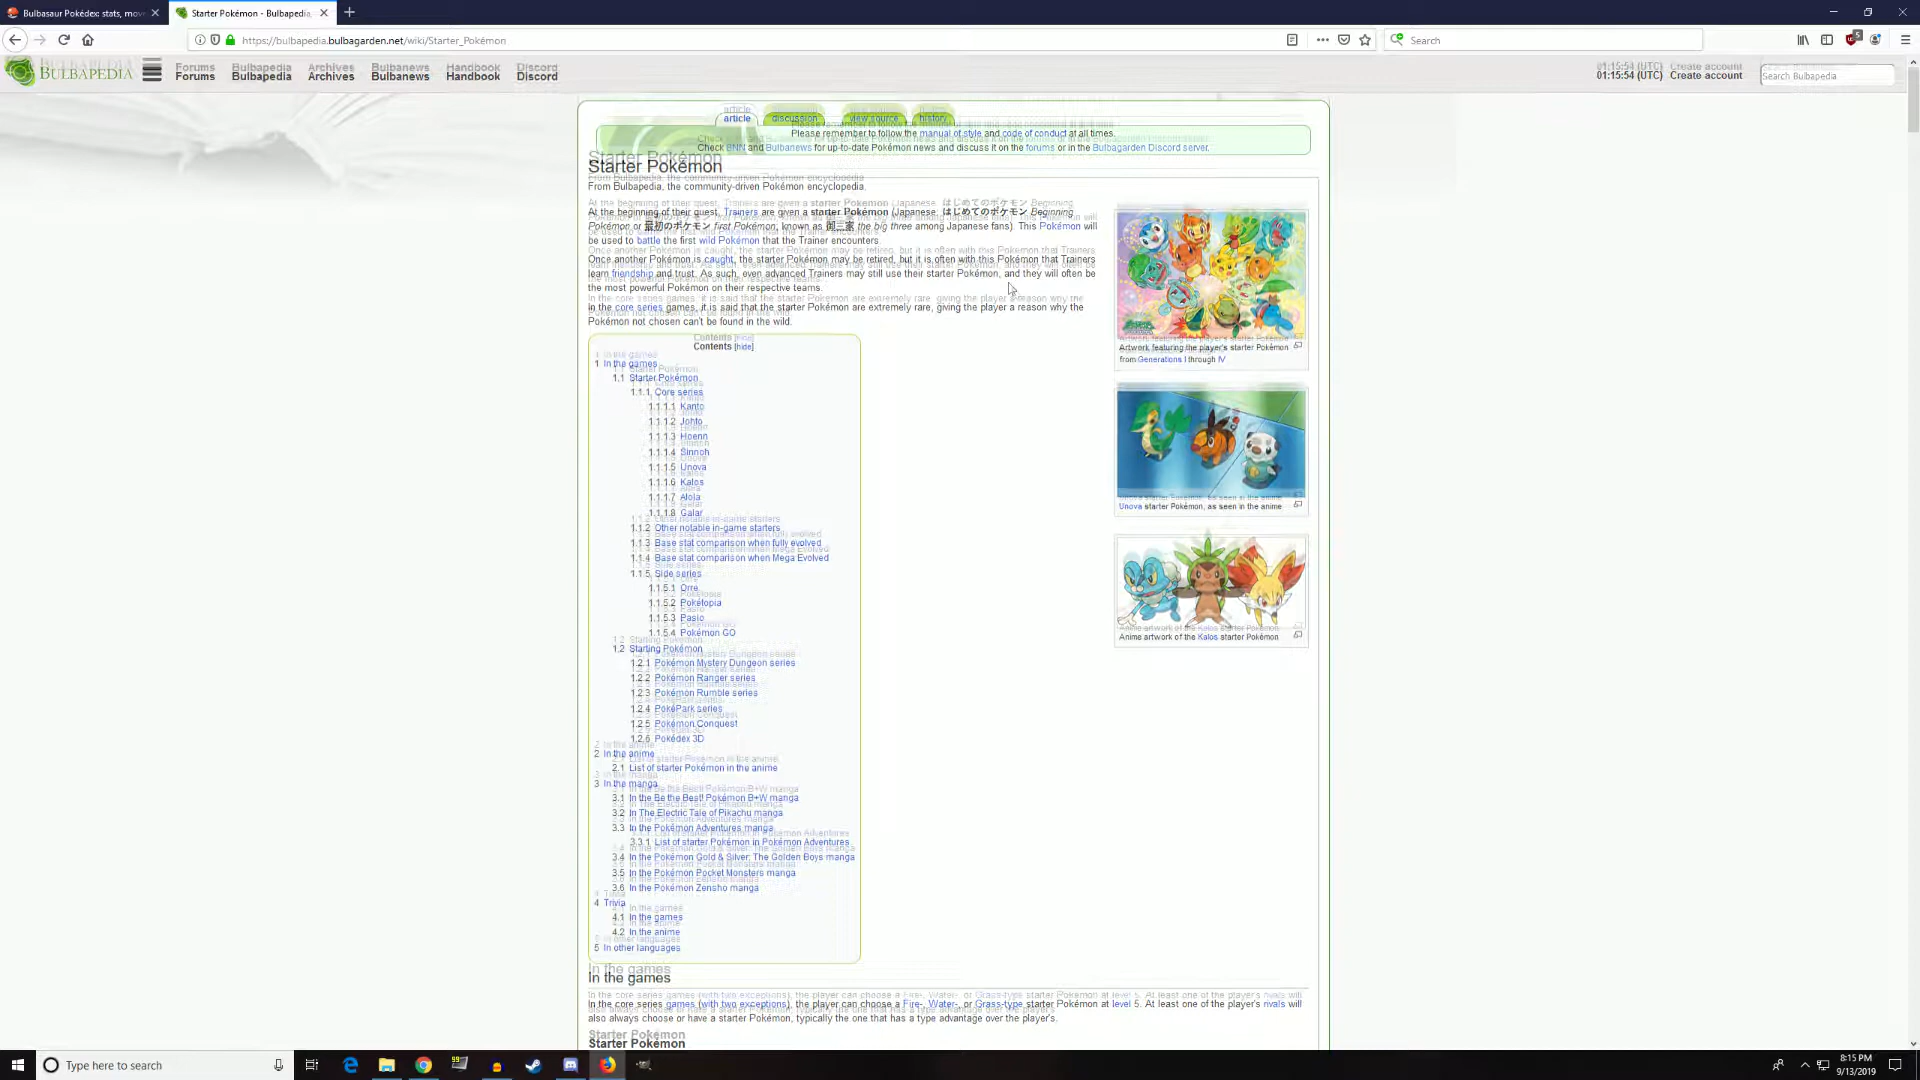 Bulbasaur Pokédex: stats, mov
Starter Pokémon - Bulbapedia,
https://bulbapedia.bulbagarden.net/wiki/Starter_Pokémon
Search
BULBAPEDIA
Forums
Forums
Bulbapedia
Bulbapedia
Archives
Archives
Bulbanews
Bulbanews
Handbook
Handbook
Discord
Discord
01:15:54 (UTC) Create account
Search Bulbapedia
article
discussion
view source
history
Please remember to follow the manual of style and code of conduct at all times.
Check BNN and Bulbanews for up-to-date Pokémon news and discuss it on the forums or in the Bulbagarden Discord server.
Starter Pokémon
From Bulbapedia, the community-driven Pokémon encyclopedia.
At the beginning of their quest, Trainers are given a starter Pokémon (Japanese: はじめてのポケモン Beginning
Pokémon or 最初のポケモン first Pokémon, known as 御三家 the big three among Japanese fans). This Pokémon will
be used to battle the first wild Pokémon that the Trainer encounters.
Once another Pokémon is caught, the starter Pokémon may be retired, but it is often with this Pokémon that Trainers
learn friendship and trust. As such, even advanced Trainers may still use their starter Pokémon, and they will often be
the most powerful Pokémon on their respective teams.
In the core series games, it is said that the starter Pokémon are extremely rare, giving the player a reason why the
Pokémon not chosen can't be found in the wild.
Artwork featuring the player's starter Pokémon
from Generations I through IV
Unova starter Pokémon, as seen in the anime
Anime artwork of the Kalos starter Pokémon
Contents [hide]
1 In the games
1.1 Starter Pokémon
1.1.1 Core series
1.1.1.1 Kanto
1.1.1.2 Johto
1.1.1.3 Hoenn
1.1.1.4 Sinnoh
1.1.1.5 Unova
1.1.1.6 Kalos
1.1.1.7 Alola
1.1.1.8 Galar
1.1.2 Other notable in-game starters
1.1.3 Base stat comparison when fully evolved
1.1.4 Base stat comparison when Mega Evolved
1.1.5 Side series
1.1.5.1 Orre
1.1.5.2 Pokétopia
1.1.5.3 Pasio
1.1.5.4 Pokémon GO
1.2 Starting Pokémon
1.2.1 Pokémon Mystery Dungeon series
1.2.2 Pokémon Ranger series
1.2.3 Pokémon Rumble series
1.2.4 PokéPark series
1.2.5 Pokémon Conquest
1.2.6 Pokédex 3D
2 In the anime
2.1 List of starter Pokémon in the anime
3 In the manga
3.1 In the Be the Best! Pokémon B+W manga
3.2 In The Electric Tale of Pikachu manga
3.3 In the Pokémon Adventures manga
3.3.1 List of starter Pokémon in Pokémon Adventures
3.4 In the Pokémon Gold & Silver: The Golden Boys manga
3.5 In the Pokémon Pocket Monsters manga
3.6 In the Pokémon Zensho manga
4 Trivia
4.1 In the games
4.2 In the anime
5 In other languages
In the games
In the core series games (with two exceptions), the player can choose a Fire-, Water-, or Grass-type starter Pokémon at level 5. At least one of the player's rivals will
also always choose or have a starter Pokémon, typically the one that has a type advantage over the player's.
Starter Pokémon
Type here to search
8:15 PM
9/13/2019